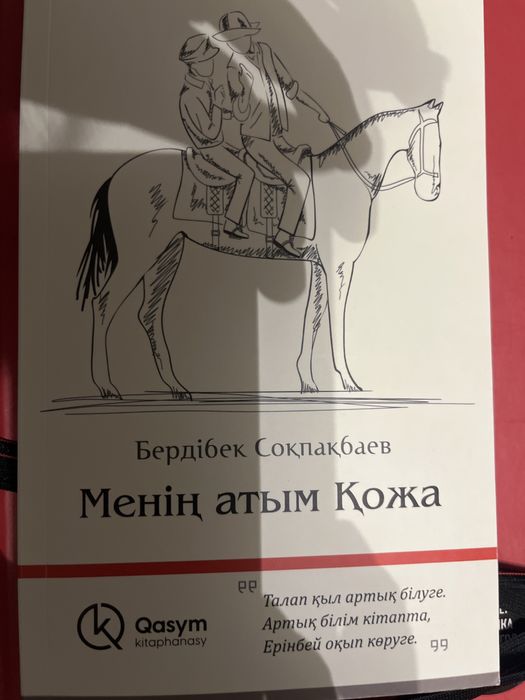 Бердібек Соқпақбаев
Менің атым Қожа
Qasym
kitaphanasy
Талап қыл артық білуге.
Артық білім кітапта,
Ерінбей оқып көруге.